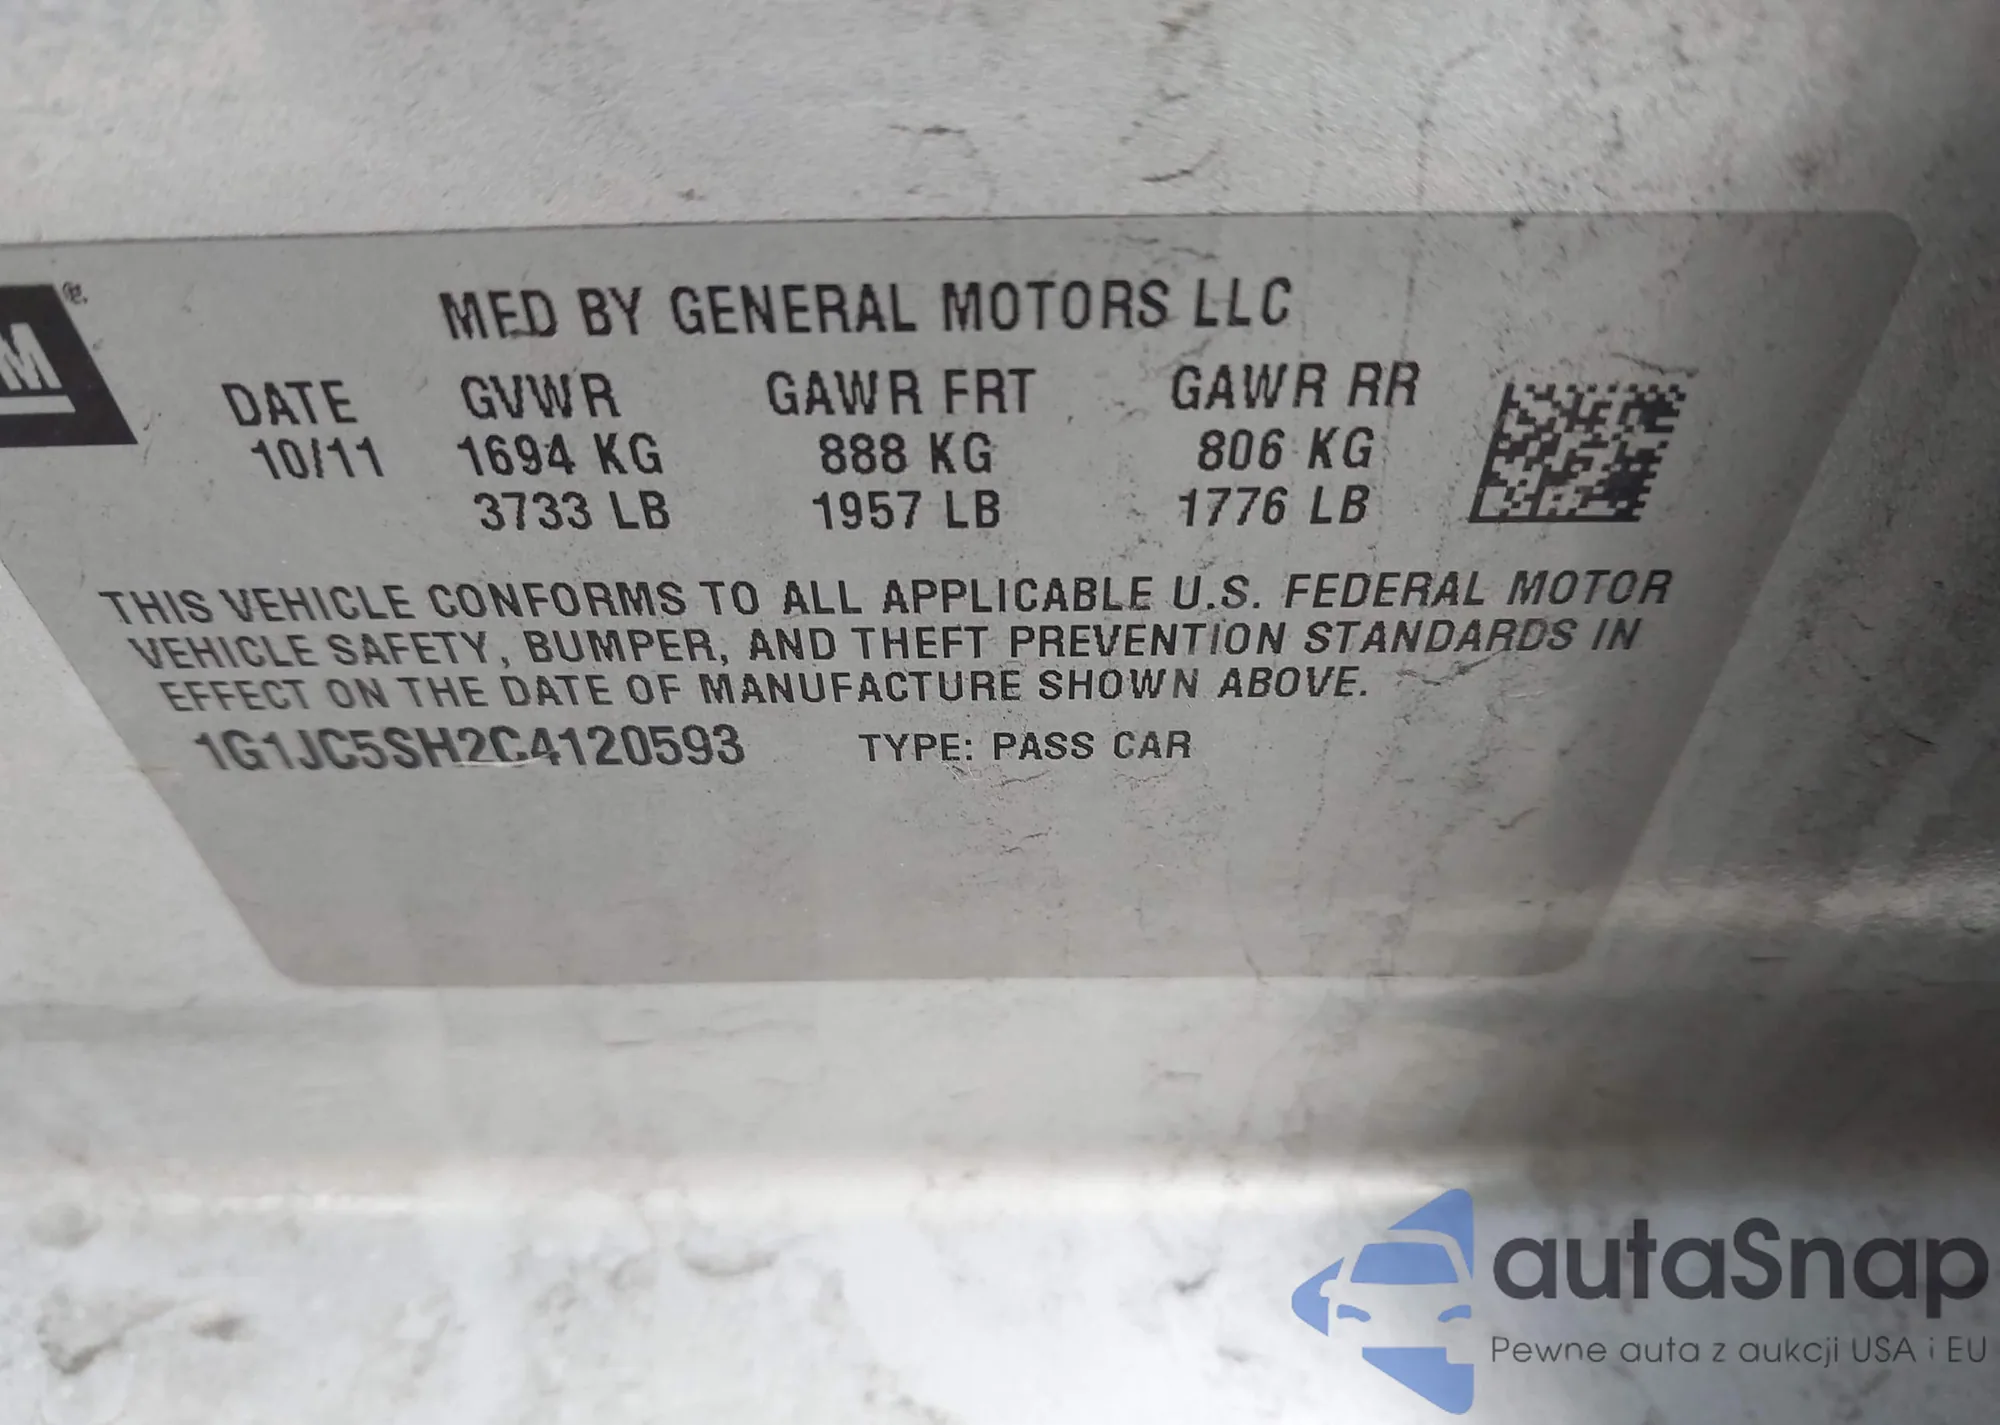 M ®.
MFD BY GENERAL MOTORS LLC
DATE GVWR GAWR FRT GAWR RR
10/11 1694 KG 888 KG 806 KG
3733 LB 1957 LB 1776 LB
THIS VEHICLE CONFORMS TO ALL APPLICABLE U.S. FEDERAL MOTOR
VEHICLE SAFETY, BUMPER, AND THEFT PREVENTION STANDARDS IN
EFFECT ON THE DATE OF MANUFACTURE SHOWN ABOVE.
1G1JC5SH2C4120593 TYPE: PASS CAR
autaSnap
Pewne auta z aukcji USA i EU